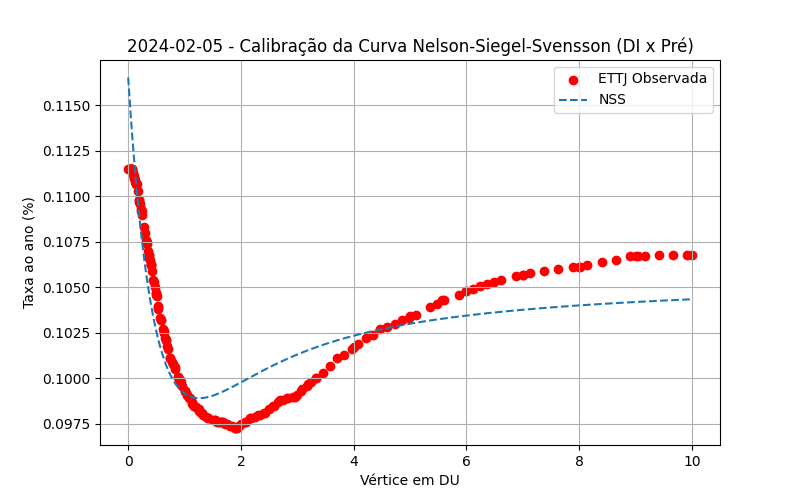 2024-02-05 - Calibração da Curva Nelson-Siegel-Svensson (DI x Pré)
ETTJ Observada
NSS
Taxa ao ano (%)
0.1150
0.1125
0.1100
0.1075
0.1050
0.1025
0.1000
0.0975
0 2 4 6 8 10
Vértice em DU